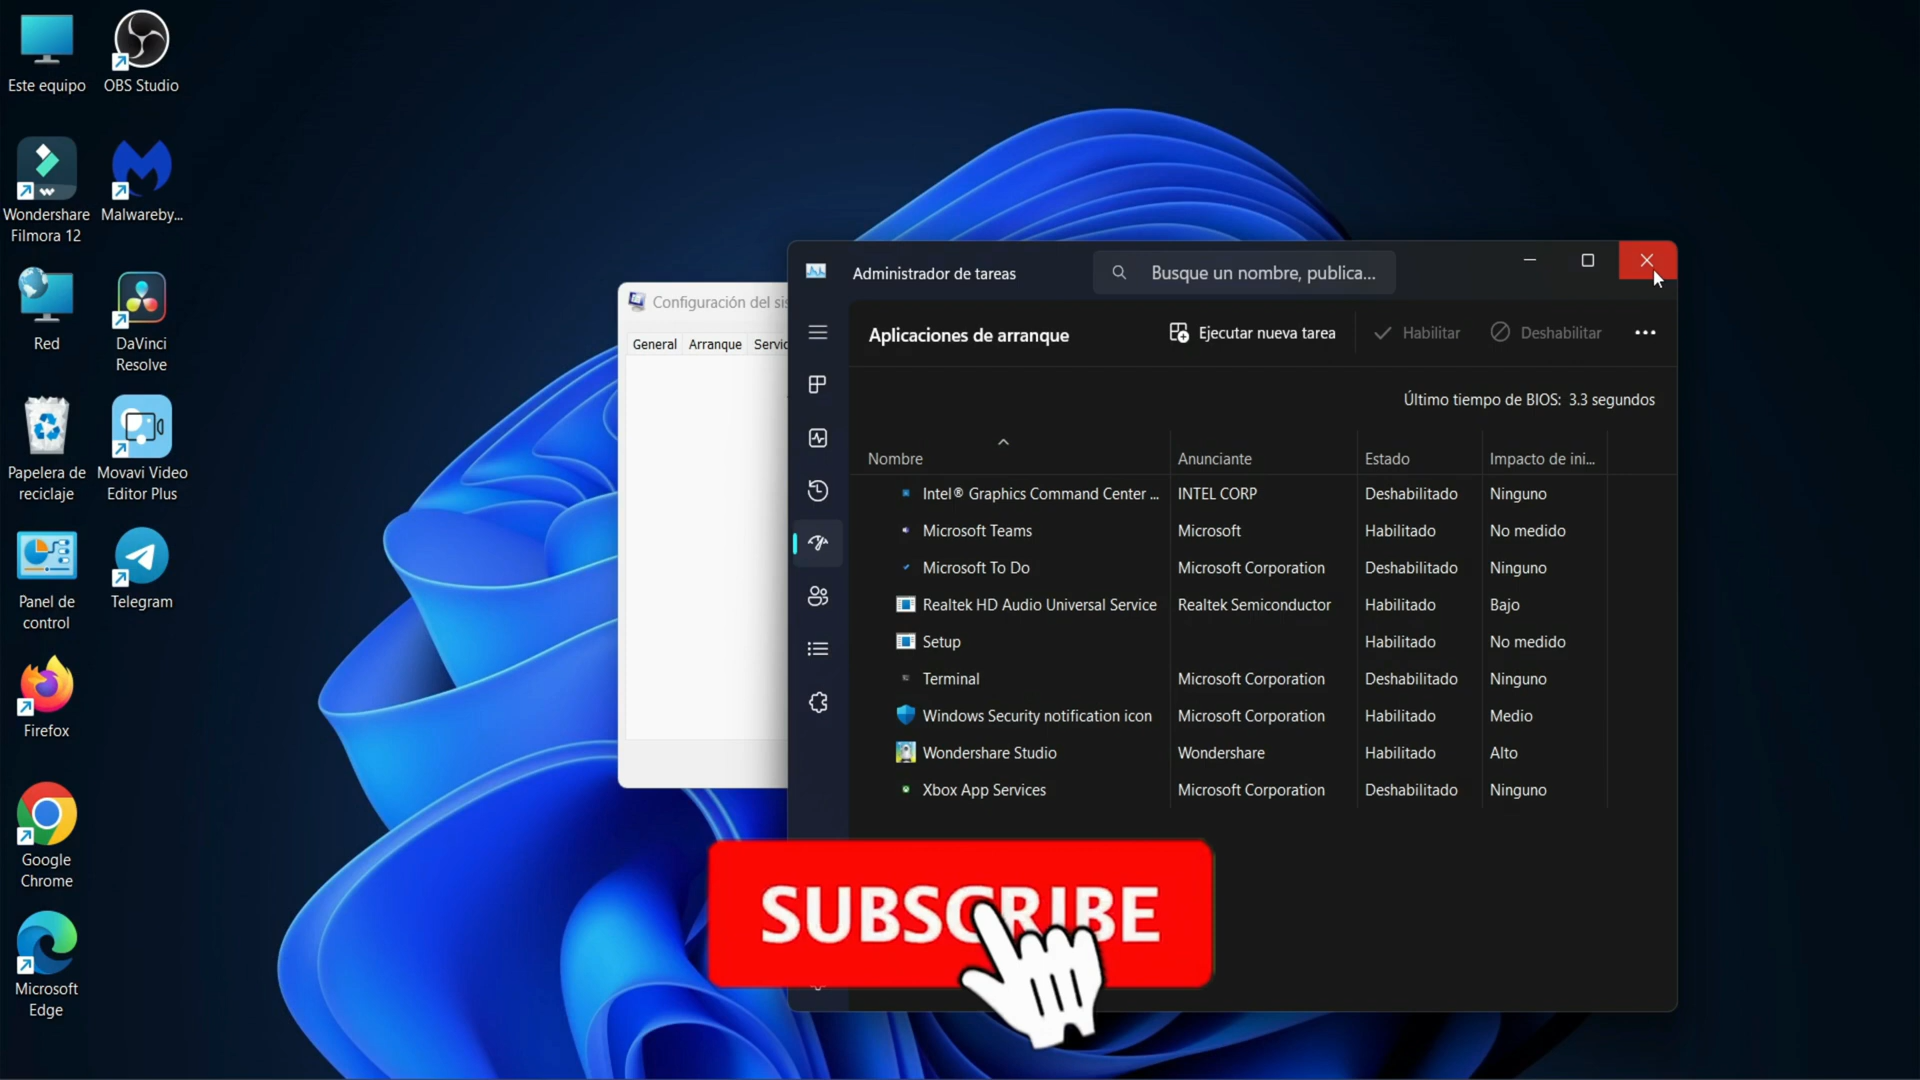 Este equipo
OBS Studio
Wondershare
Filmora 12
Malwareby...
Red
DaVinci
Resolve
Papelera de
reciclaje
Movavi Video
Editor Plus
Panel de
control
Telegram
Firefox
Google
Chrome
Microsoft
Edge
Configuración del sis
General
Arranque
Servic
Administrador de tareas
Busque un nombre, publica...
Aplicaciones de arranque
Ejecutar nueva tarea
Habilitar
Deshabilitar
Último tiempo de BIOS: 3.3 segundos
Nombre Anunciante Estado Impacto de ini...
Intel® Graphics Command Center ... INTEL CORP Deshabilitado Ninguno
Microsoft Teams Microsoft Habilitado No medido
Microsoft To Do Microsoft Corporation Deshabilitado Ninguno
Realtek HD Audio Universal Service Realtek Semiconductor Habilitado Bajo
Setup Habilitado No medido
Terminal Microsoft Corporation Deshabilitado Ninguno
Windows Security notification icon Microsoft Corporation Habilitado Medio
Wondershare Studio Wondershare Habilitado Alto
Xbox App Services Microsoft Corporation Deshabilitado Ninguno
SUBSCRIBE